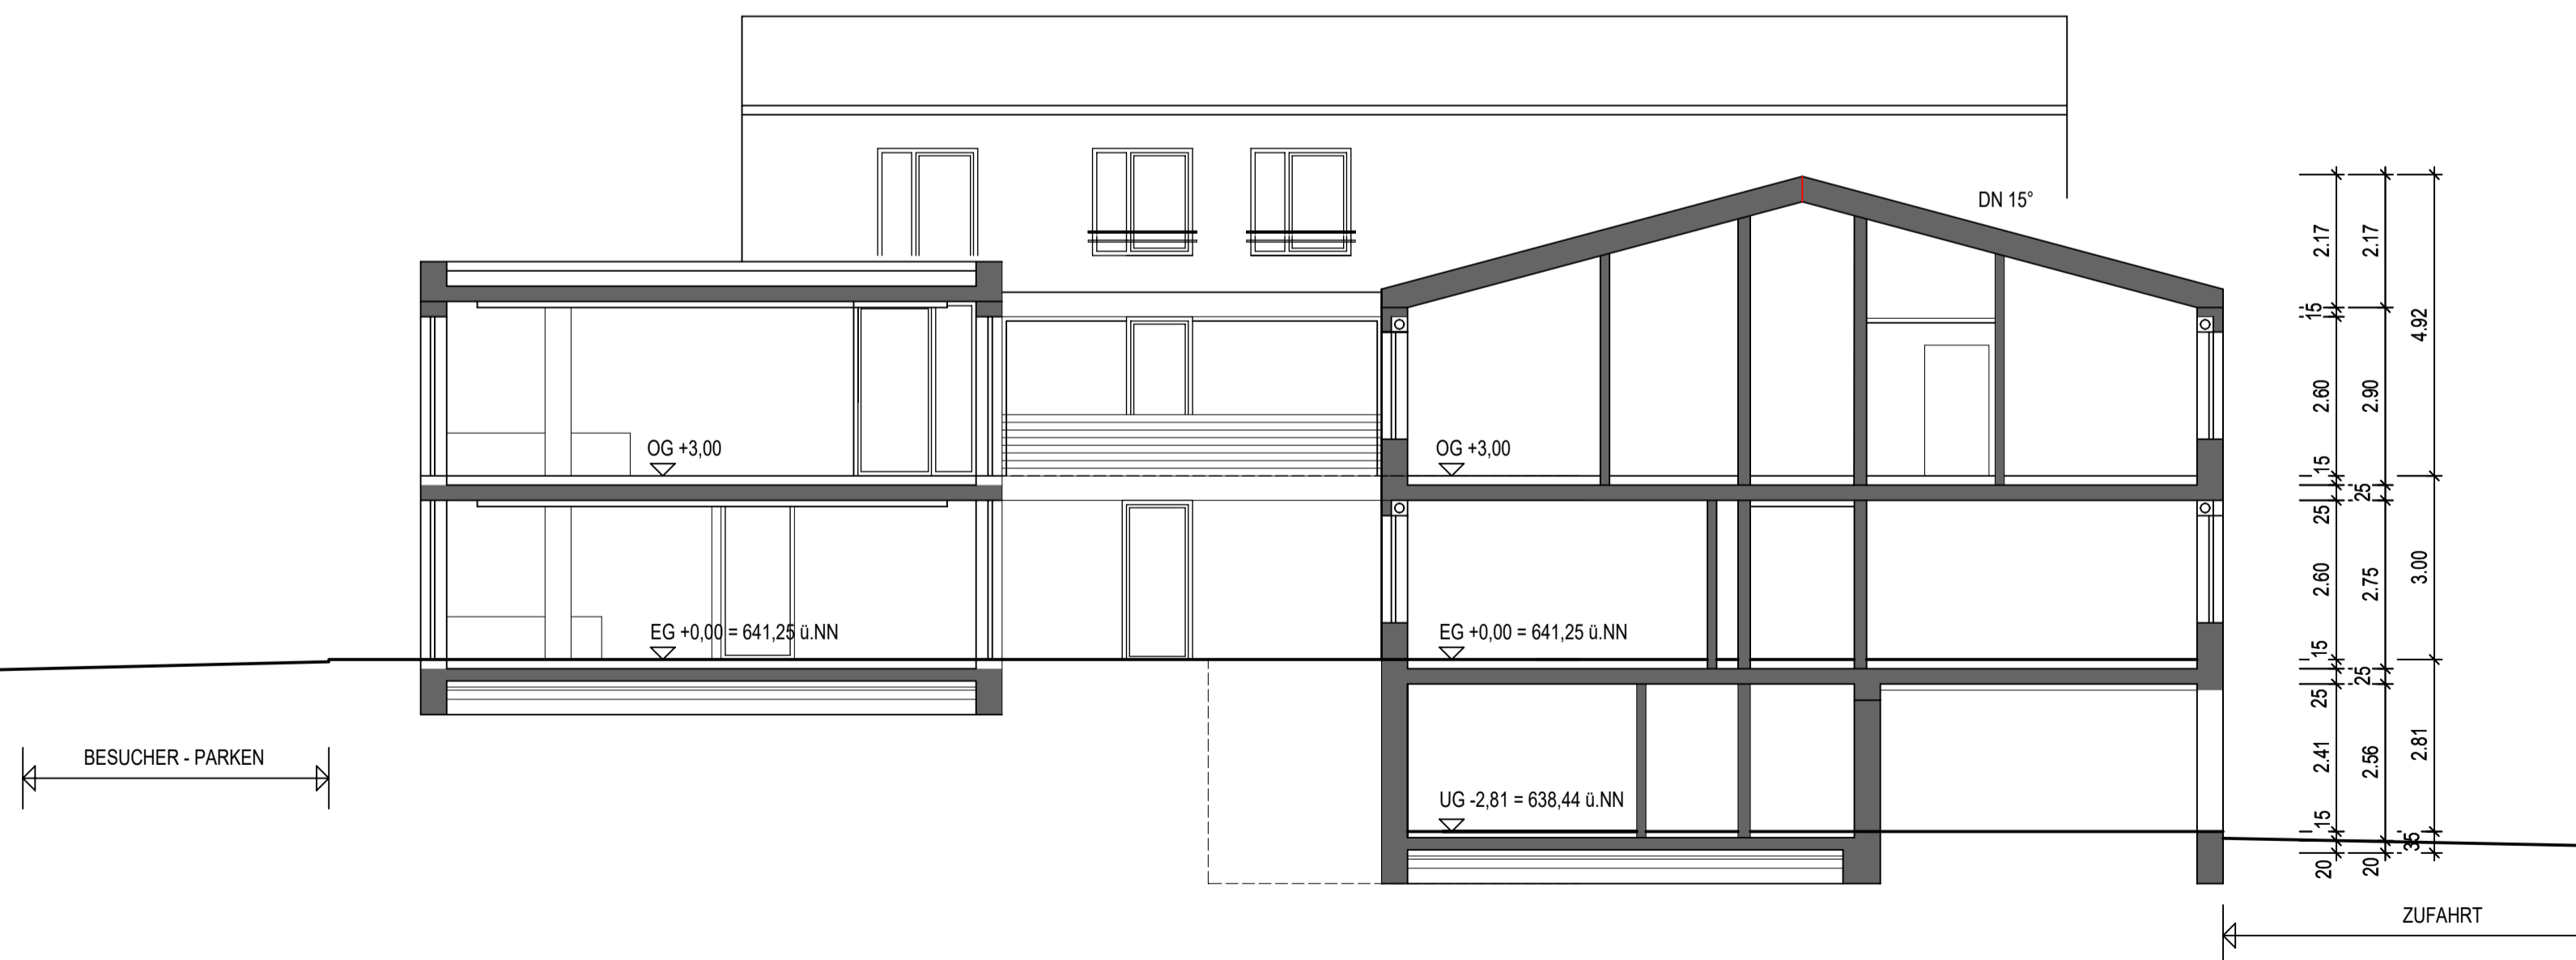 DN 15°
OG +3,00
OG +3,00
EG +0,00 = 641,25 ü.NN
EG +0,00 = 641,25 ü.NN
BESUCHER - PARKEN
UG -2,81 = 638,44 ü.NN
ZUFAHRT
2.17
15
2.60
15
25
2.60
15
25
2.41
15
20
2.17
2.90
25
2.75
25
2.56
20
4.92
3.00
2.81
35